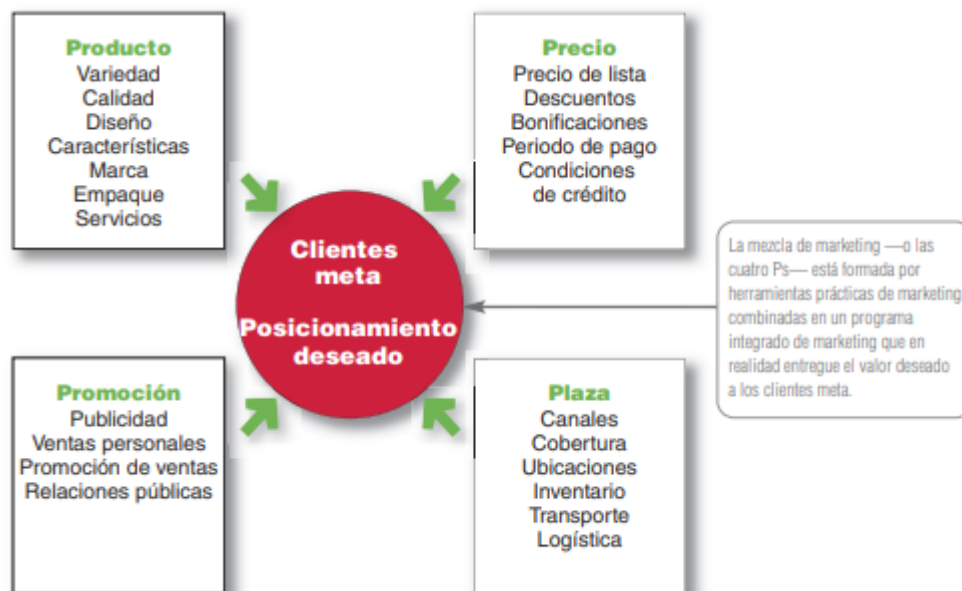 Producto
Variedad
Calidad
Diseño
Características
Marca
Empaque
Servicios
Precio
Precio de lista
Descuentos
Bonificaciones
Periodo de pago
Condiciones
de crédito
Clientes
meta
Posicionamiento
deseado
La mezcla de marketing —o las
cuatro Ps— está formada por
herramientas prácticas de marketing
combinadas en un programa
integrado de marketing que en
realidad entregue el valor deseado
a los clientes meta.
Promoción
Publicidad
Ventas personales
Promoción de ventas
Relaciones públicas
Plaza
Canales
Cobertura
Ubicaciones
Inventario
Transporte
Logística